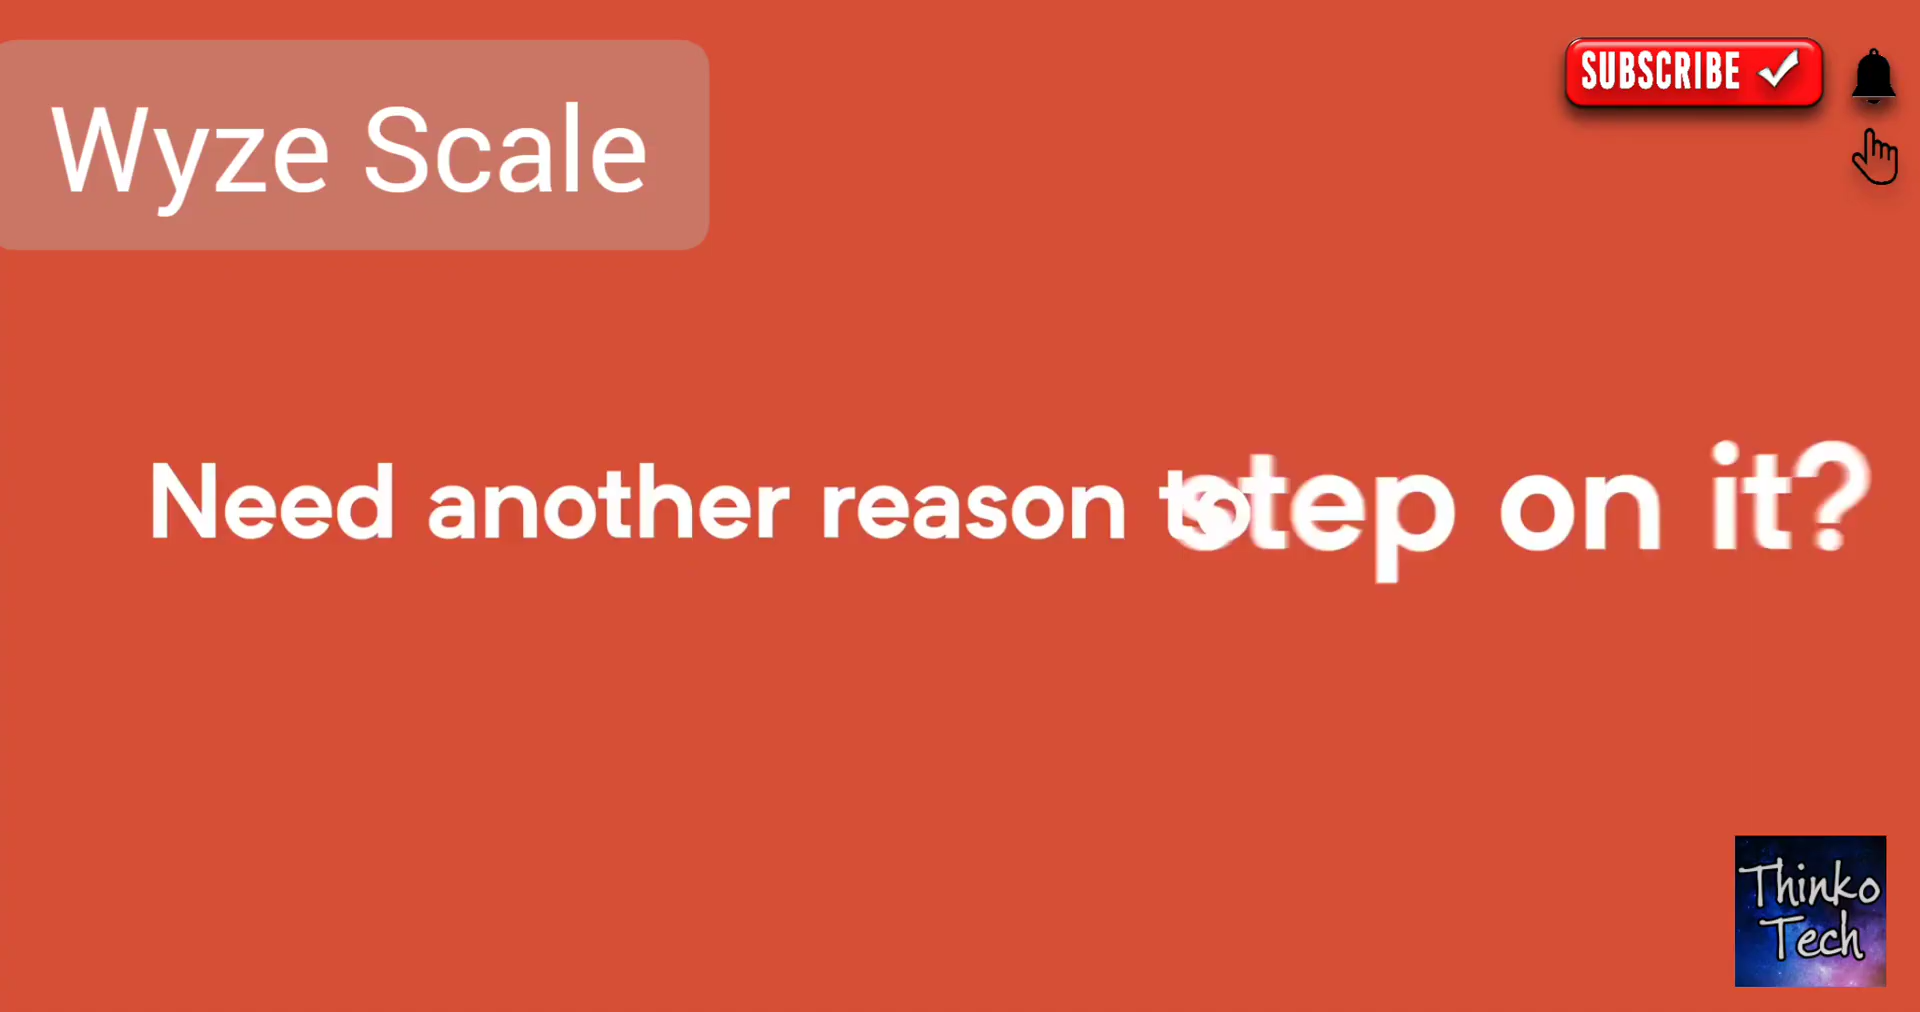 Wyze Scale
SUBSCRIBE
Need another reason to step on it?
Thinko
Tech